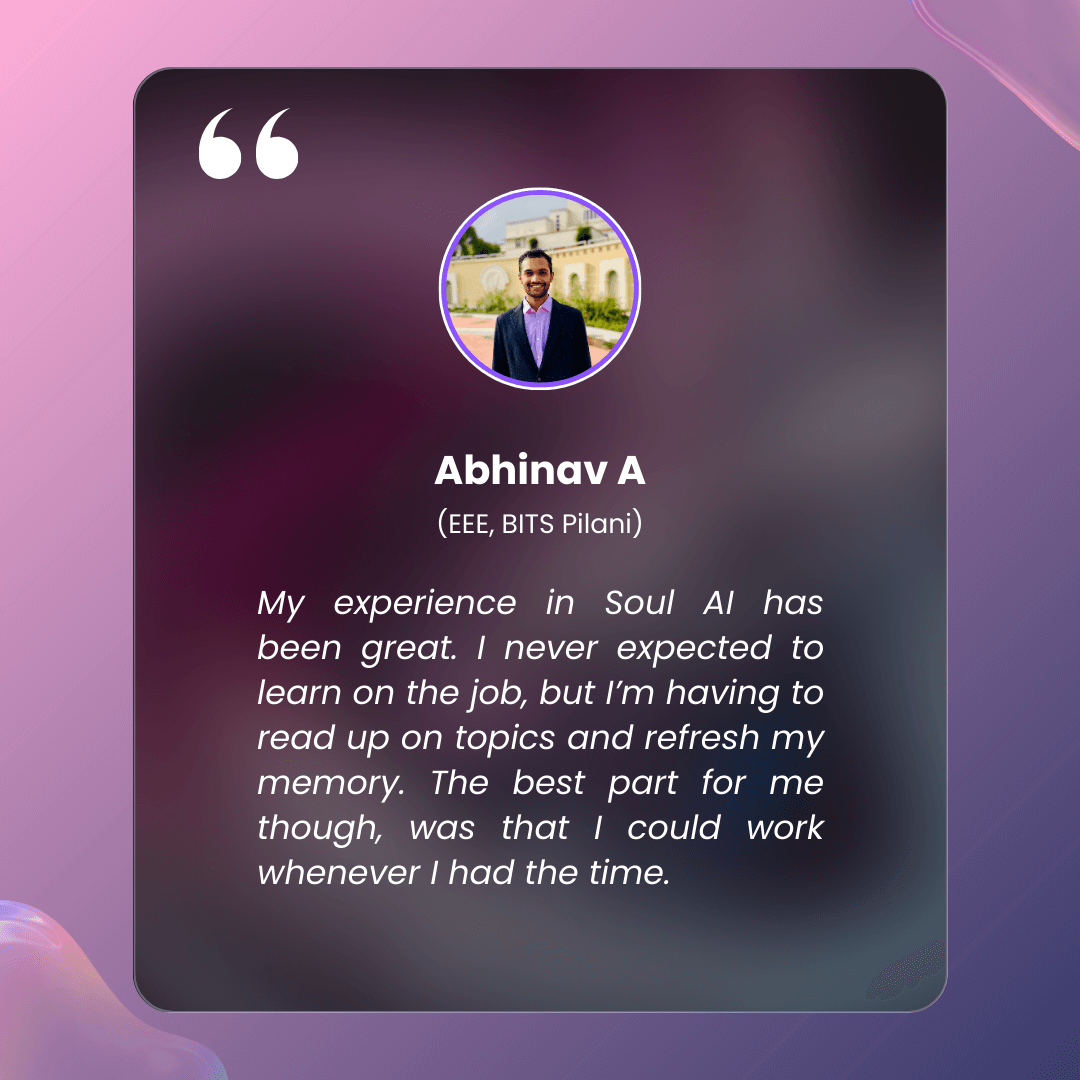 “
Abhinav A
(EEE, BITS Pilani)
My experience in Soul AI has
been great. I never expected to
learn on the job, but I’m having to
read up on topics and refresh my
memory. The best part for me
though, was that I could work
whenever I had the time.